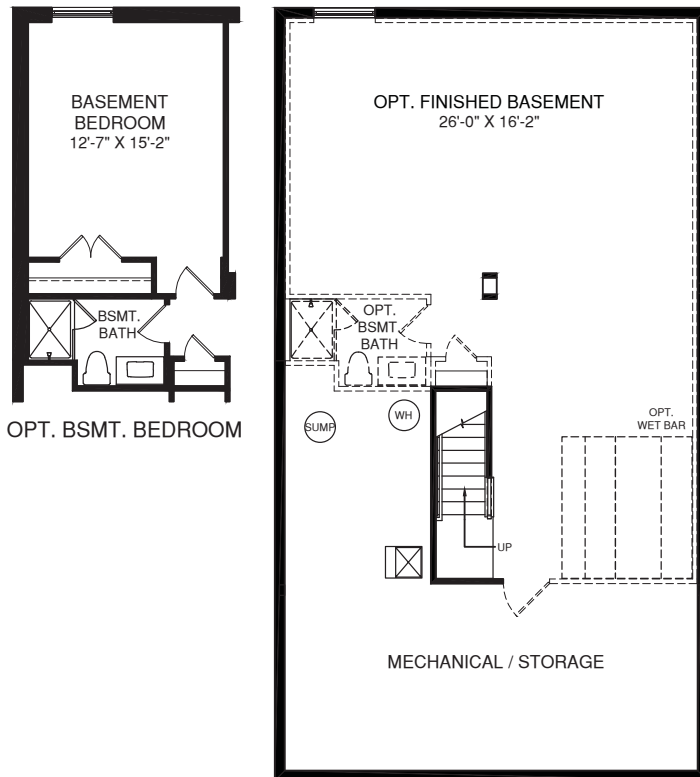 BASEMENT
BEDROOM
12'-7" X 15'-2"
BSMT.
BATH
OPT. BSMT. BEDROOM
OPT. FINISHED BASEMENT
26'-0" X 16'-2"
OPT.
BSMT.
BATH
SUMP
WH
OPT.
WET BAR
UP
MECHANICAL / STORAGE